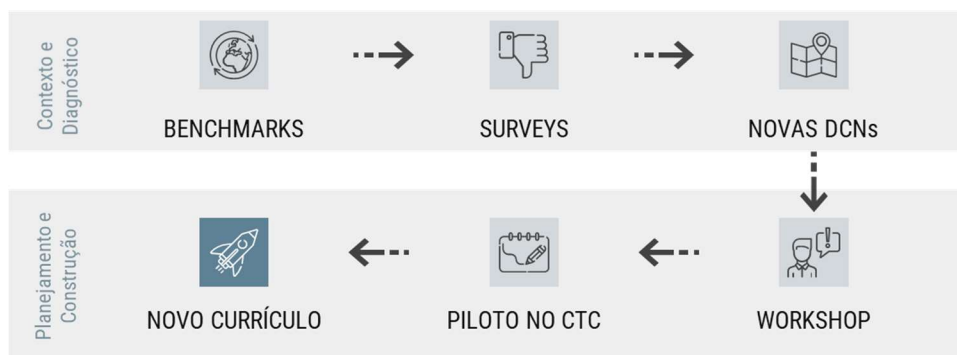 Contexto e
Diagnóstico
BENCHMARKS
SURVEYS
NOVAS DCNs
Planejamento e
Construção
NOVO CURRÍCULO
PILOTO NO CTC
WORKSHOP